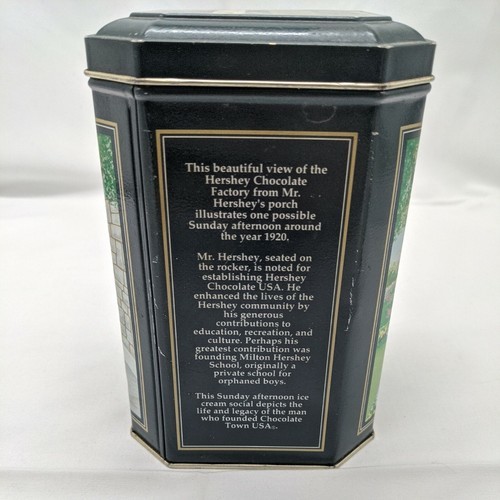 This beautiful view of the
Hershey Chocolate
Factory from Mr.
Hershey's porch
illustrates one possible
Sunday afternoon around
the year 1920.
Mr. Hershey, seated on
the rocker, is noted for
establishing Hershey
Chocolate USA. He
enhanced the lives of the
Hershey community by
his generous
contributions to
education, recreation, and
culture. Perhaps his
greatest contribution was
founding Milton Hershey
School, originally a
private school for
orphaned boys.
This Sunday afternoon ice
cream social depicts the
life and legacy of the man
who founded Chocolate
Town USA®.